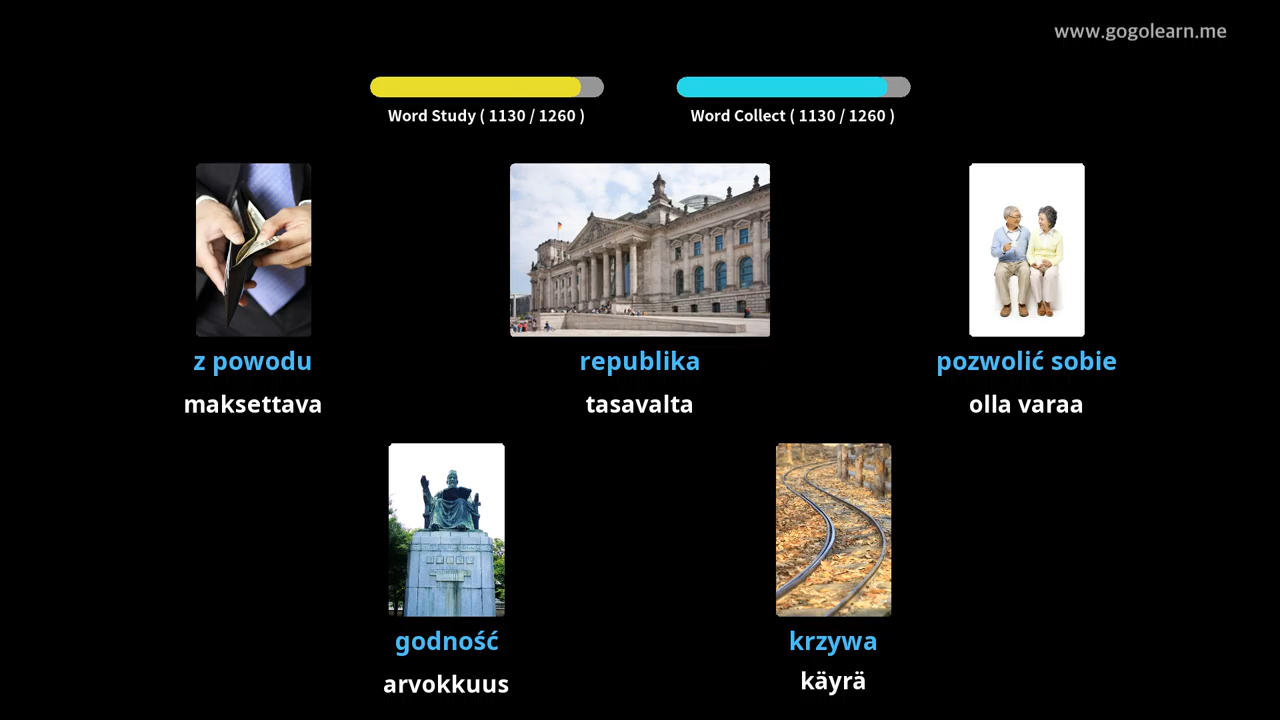 www.gogolearn.me
Word Study ( 1130 / 1260 )
Word Collect ( 1130 / 1260 )
z powodu
maksettava
republika
tasavalta
pozwolić sobie
olla varaa
godność
arvokkuus
krzywa
käyrä